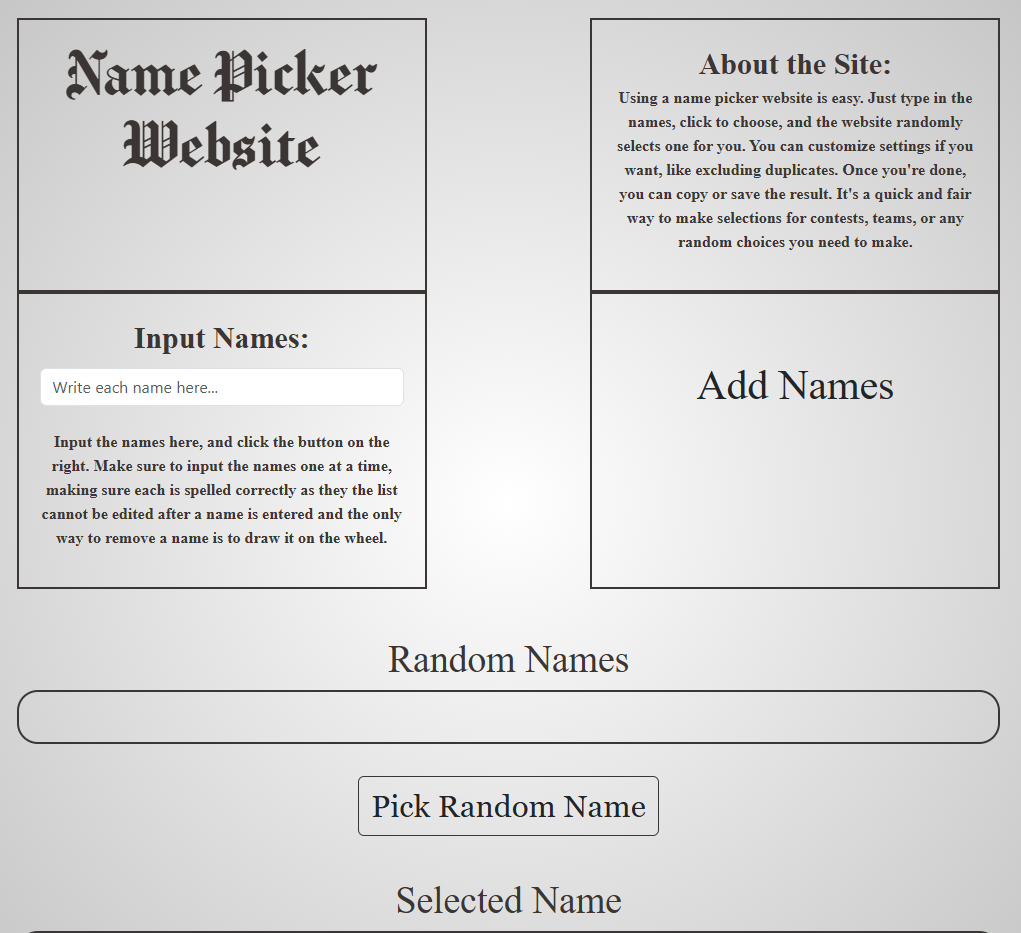 Name Picker
Website
About the Site:
Using a name picker website is easy. Just type in the
names, click to choose, and the website randomly
selects one for you. You can customize settings if you
want, like excluding duplicates. Once you're done,
you can copy or save the result. It's a quick and fair
way to make selections for contests, teams, or any
random choices you need to make.
Input Names:
Write each name here...
Input the names here, and click the button on the
right. Make sure to input the names one at a time,
making sure each is spelled correctly as they the list
cannot be edited after a name is entered and the only
way to remove a name is to draw it on the wheel.
Add Names
Random Names
Pick Random Name
Selected Name